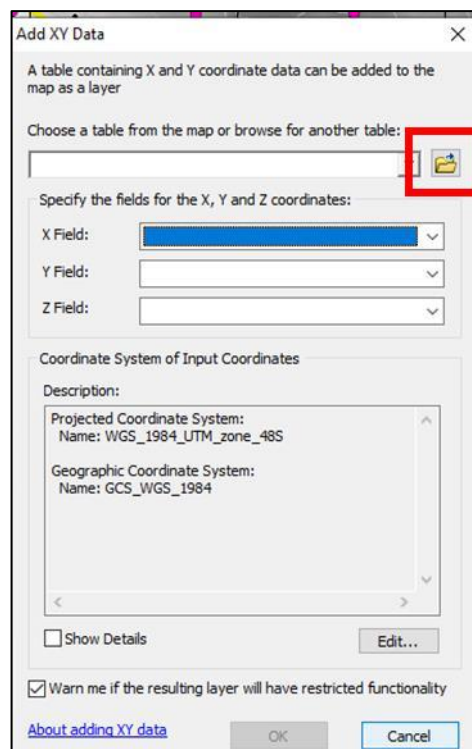 Add XY Data
A table containing X and Y coordinate data can be added to the
map as a layer
Choose a table from the map or browse for another table:
Specify the fields for the X, Y and Z coordinates:
X Field:
Y Field:
Z Field:
Coordinate System of Input Coordinates
Description:
Projected Coordinate System:
Name: WGS_1984_UTM_zone_48S
Geographic Coordinate System:
Name: GCS_WGS_1984
Show Details
Edit...
Warn me if the resulting layer will have restricted functionality
About adding XY data
OK
Cancel